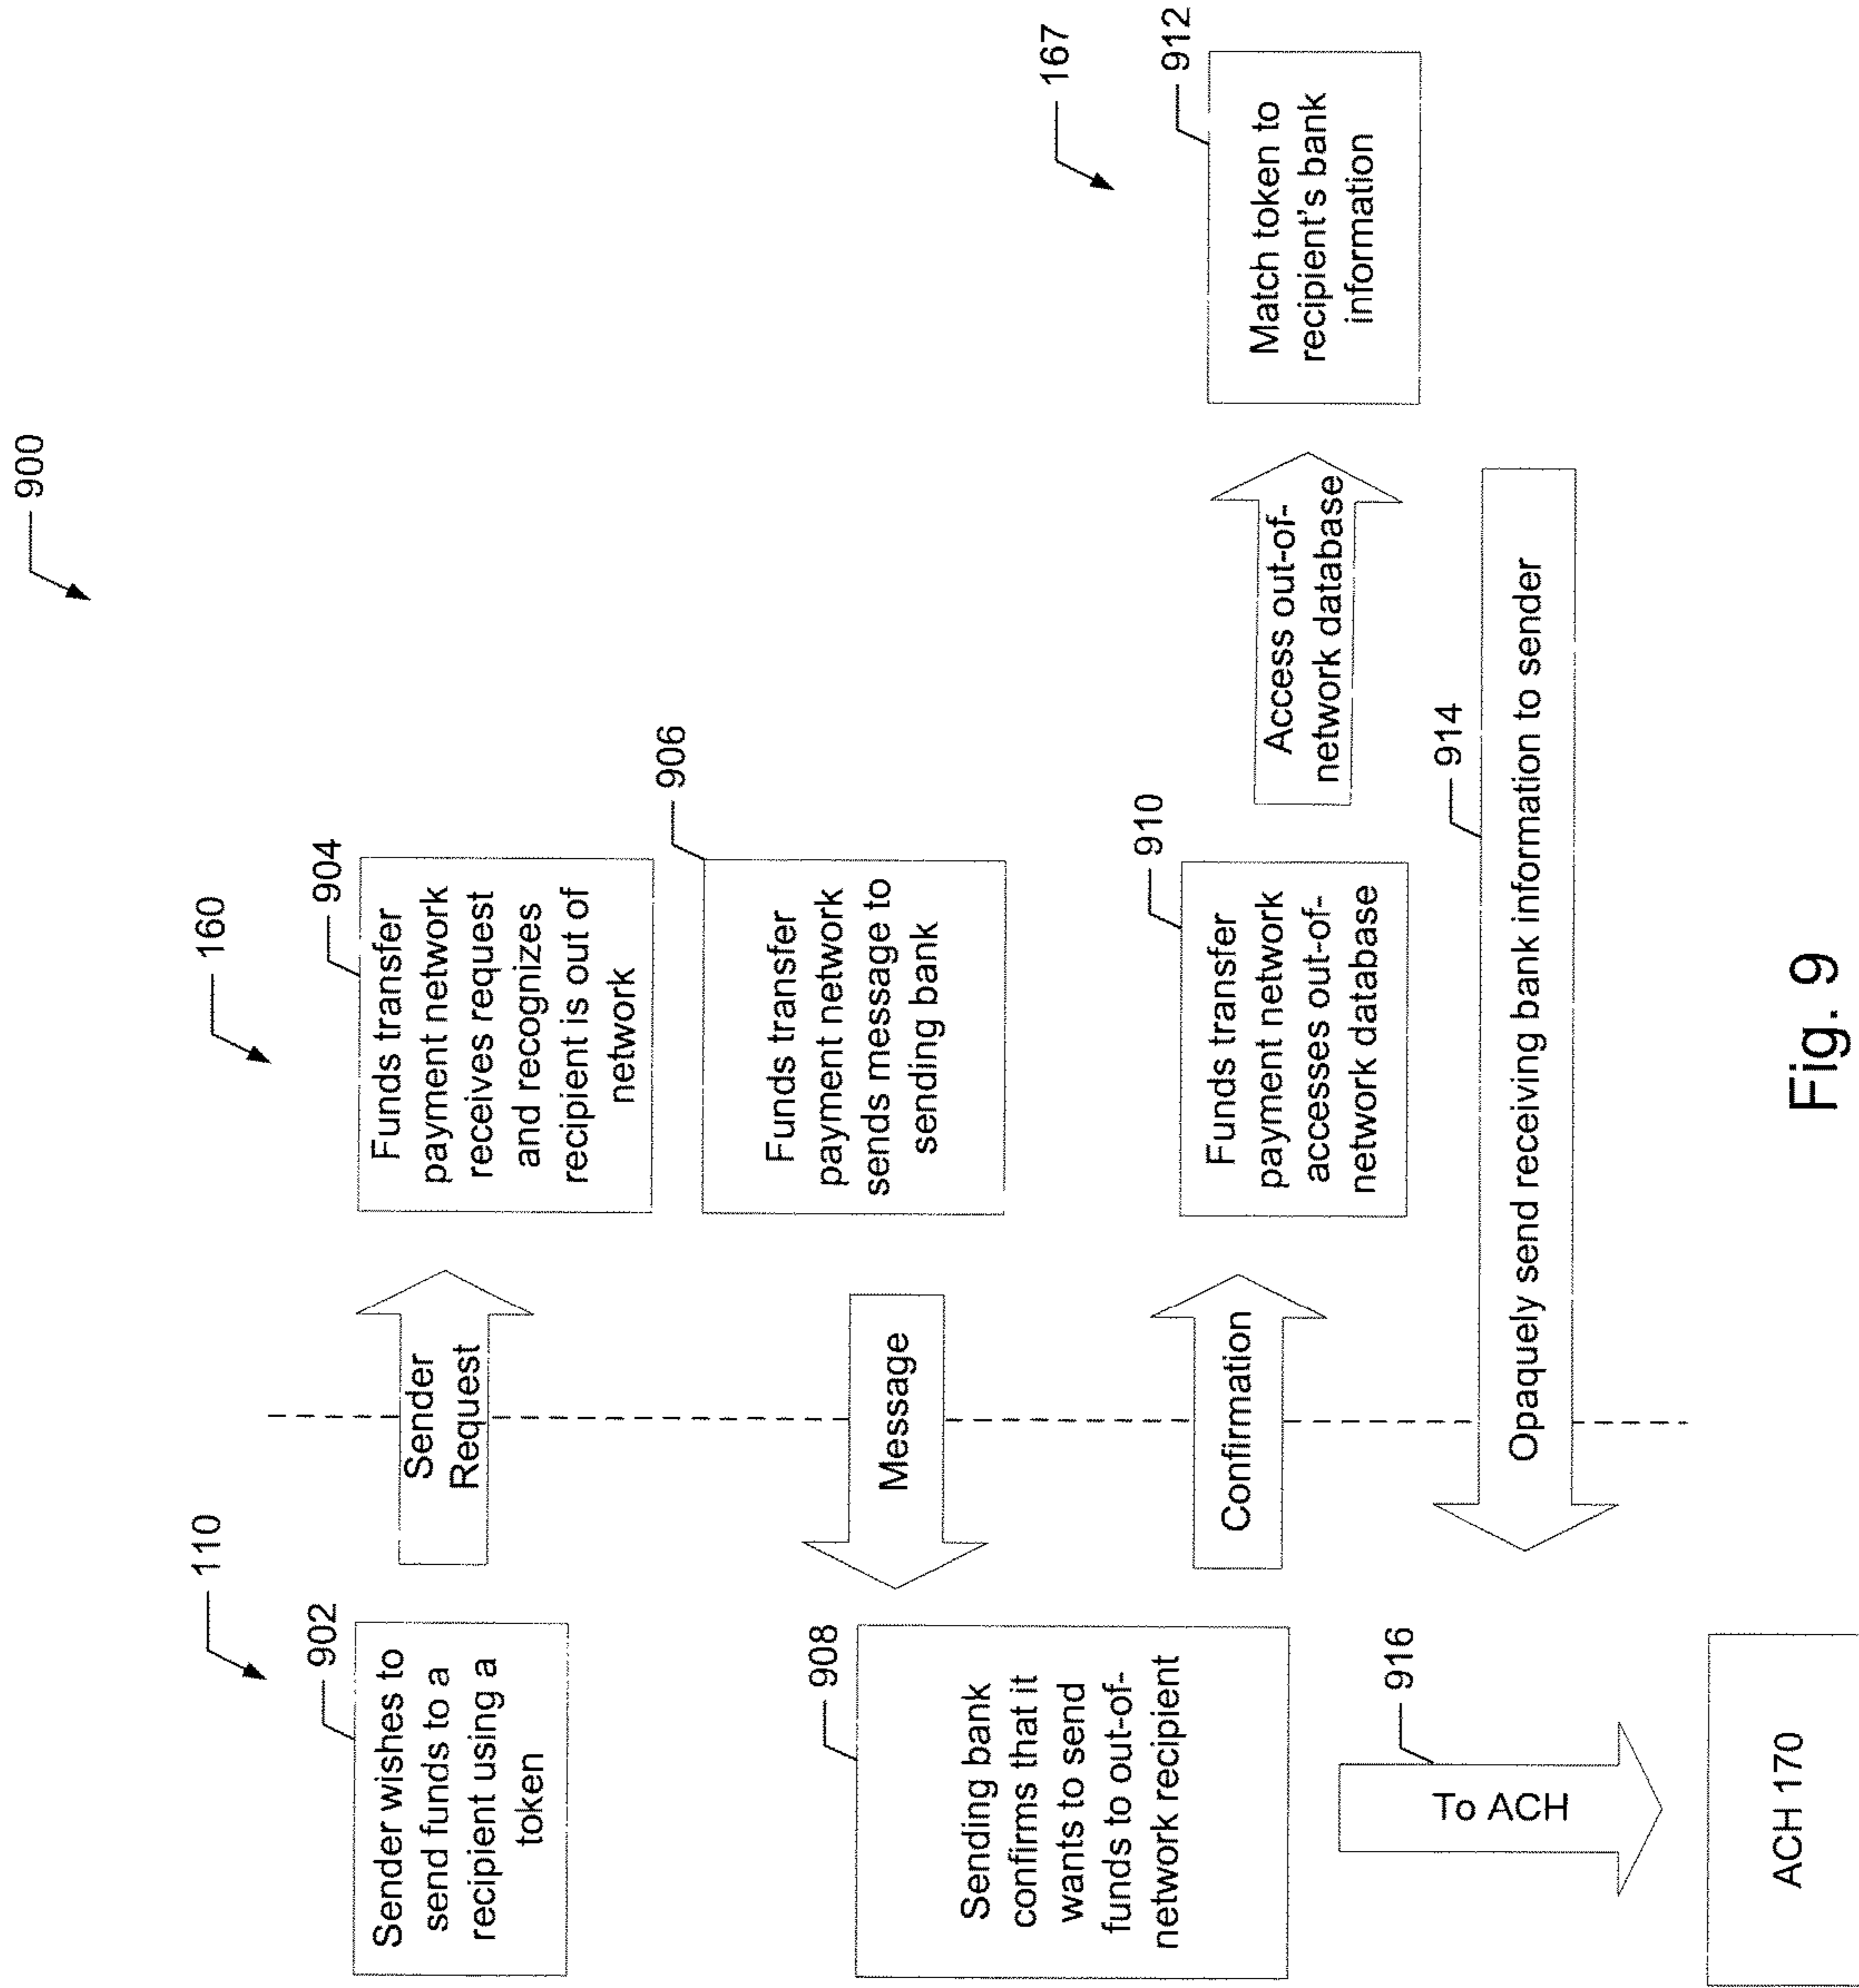 900
110
160
167
902
Sender wishes to
send funds to a
recipient using a
token
Sender
Request
904
Funds transfer
payment network
receives request
and recognizes
recipient is out of
network
906
Funds transfer
payment network
sends message to
sending bank
Message
908
Sending bank
confirms that it
wants to send
funds to out-of-
network recipient
Confirmation
910
Funds transfer
payment network
accesses out-of-
network database
Access out-of-
network database
912
Match token to
recipient's bank
information
914
Opaquely send receiving bank information to sender
916
To ACH
ACH 170
Fig. 9